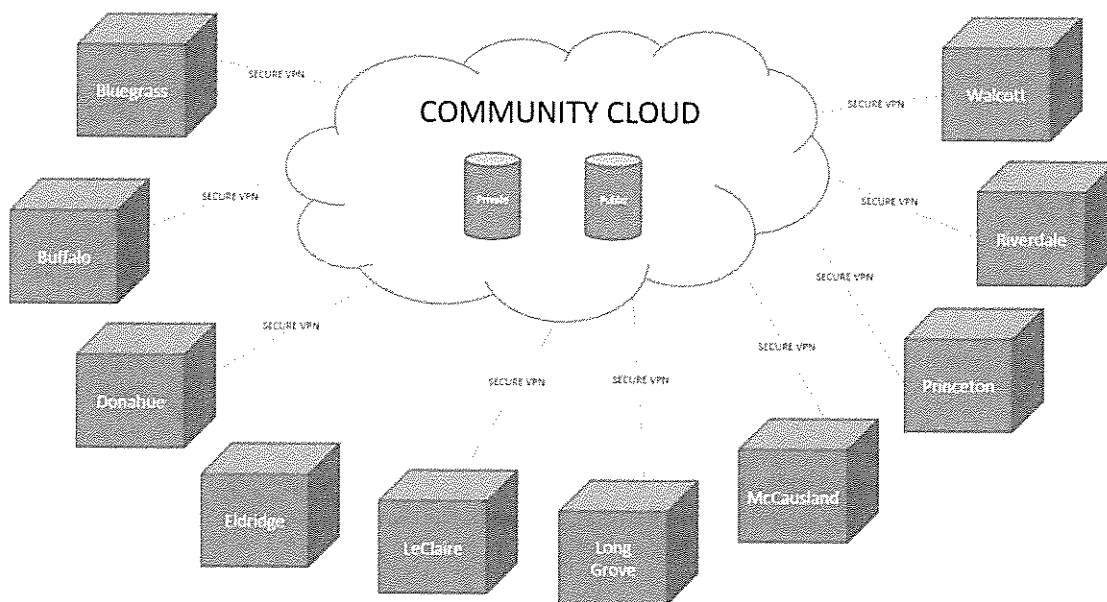 COMMUNITY CLOUD
Private
Public
Bluegrass
SECURE VPN
Buffalo
SECURE VPN
Donahue
SECURE VPN
Eldridge
LeClaire
SECURE VPN
Long
Grove
SECURE VPN
McCausland
SECURE VPN
Princeton
SECURE VPN
Riverdale
SECURE VPN
Walcott
SECURE VPN